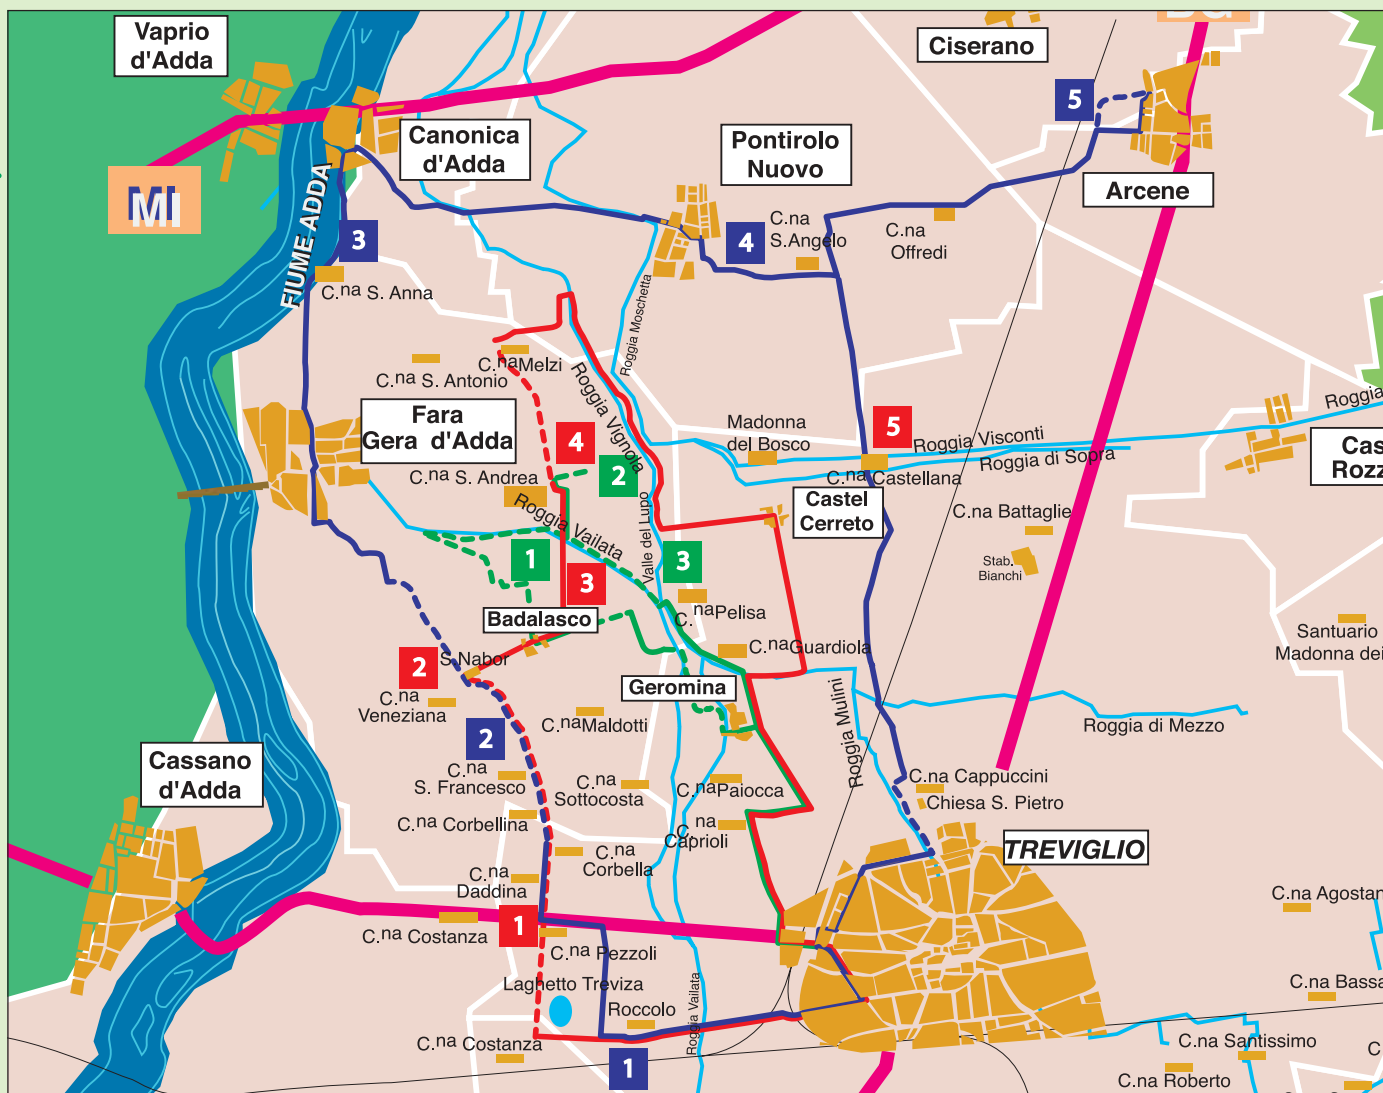 BG
Vaprio
d'Adda
Ciserano
5
Canonica
d'Adda
Pontirolo
Nuovo
MI
Arcene
FIUME ADDA
3
4
C.na
S.Angelo
C.na
Offredi
C.na S. Anna
Roggia Moschetta
C.na Melzi
C.na S. Antonio
Roggia Vignola
Roggia
Fara
Gera d'Adda
4
Madonna
del Bosco
5
Roggia Visconti
Roggia di Sopra
Cas
Rozz
C.na S. Andrea
2
C.na Castellana
Roggia Vailata
Valle del Lupo
Castel
Cerreto
C.na Battaglie
1
3
3
Stab.
Bianchi
Badalasco
C.na Pelisa
Santuario
Madonna dei
C.na Guardiola
2
S.Nabor
Geromina
C.na
Veneziana
C.na Maldotti
Roggia Mulini
Roggia di Mezzo
2
Cassano
d'Adda
C.na
S. Francesco
C.na
Sottocosta
C.na Paiocca
C.na Cappuccini
Chiesa S. Pietro
C.na Corbellina
C.na
Caprioli
TREVIGLIO
C.na
Corbella
C.na
Daddina
C.na Agostan
1
C.na Costanza
C.na Pezzoli
Laghetto Treviza
Roccolo
Roggia Vailata
C.na Bassa
C.na Costanza
1
C.na Santissimo
C
C.na Roberto